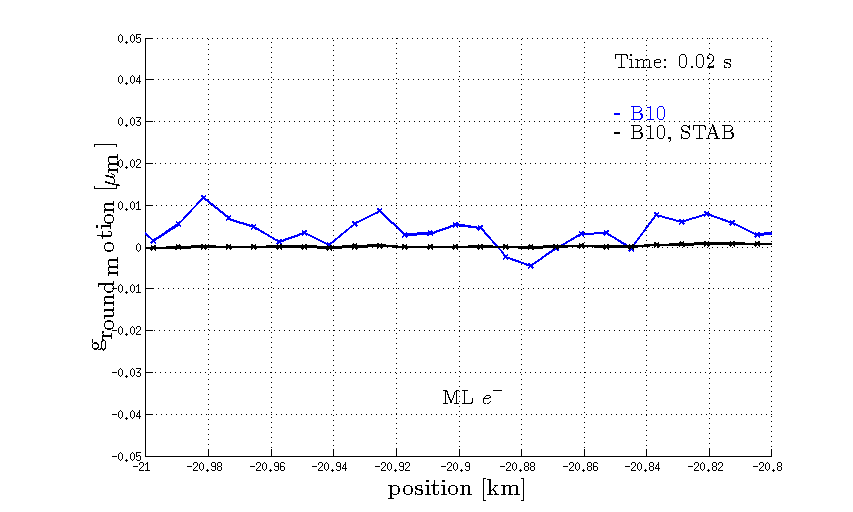 0.05
Time: 0.02 s
0.04
- B10
0.03
- B10, STAB
0.02
0.01
0
-0.01
-0.02
-0.03
ML e−
-0.04
-0.05
ground motion [μm]
-21 -20.98 -20.96 -20.94 -20.92 -20.9 -20.88 -20.86 -20.84 -20.82 -20.8
position [km]